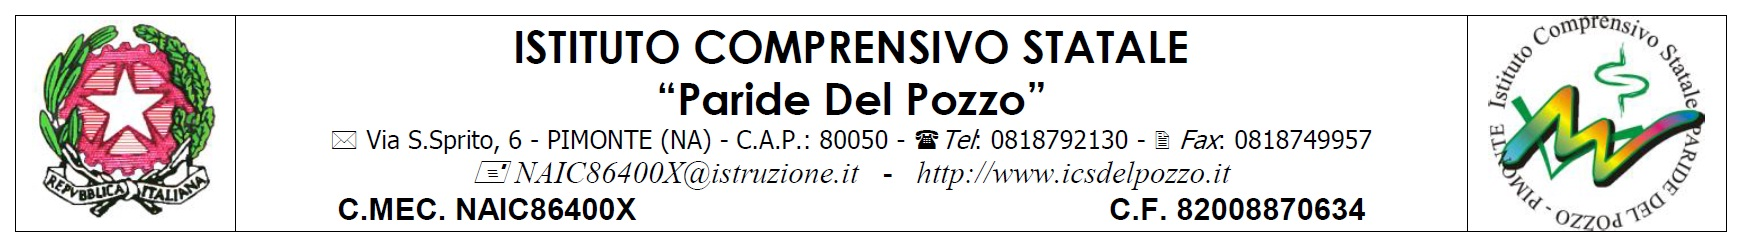 ISTITUTO COMPRENSIVO STATALE
“Paride Del Pozzo”
Via S.Sprito, 6 - PIMONTE (NA) - C.A.P.: 80050 - Tel: 0818792130 - Fax: 0818749957
NAIC86400X@istruzione.it - http://www.icsdelpozzo.it
C.MEC. NAIC86400X C.F. 82008870634
REPVBBLICA ITALIANA
Istituto Comprensivo Statale PARIDE DEL POZZO - PIMONTE